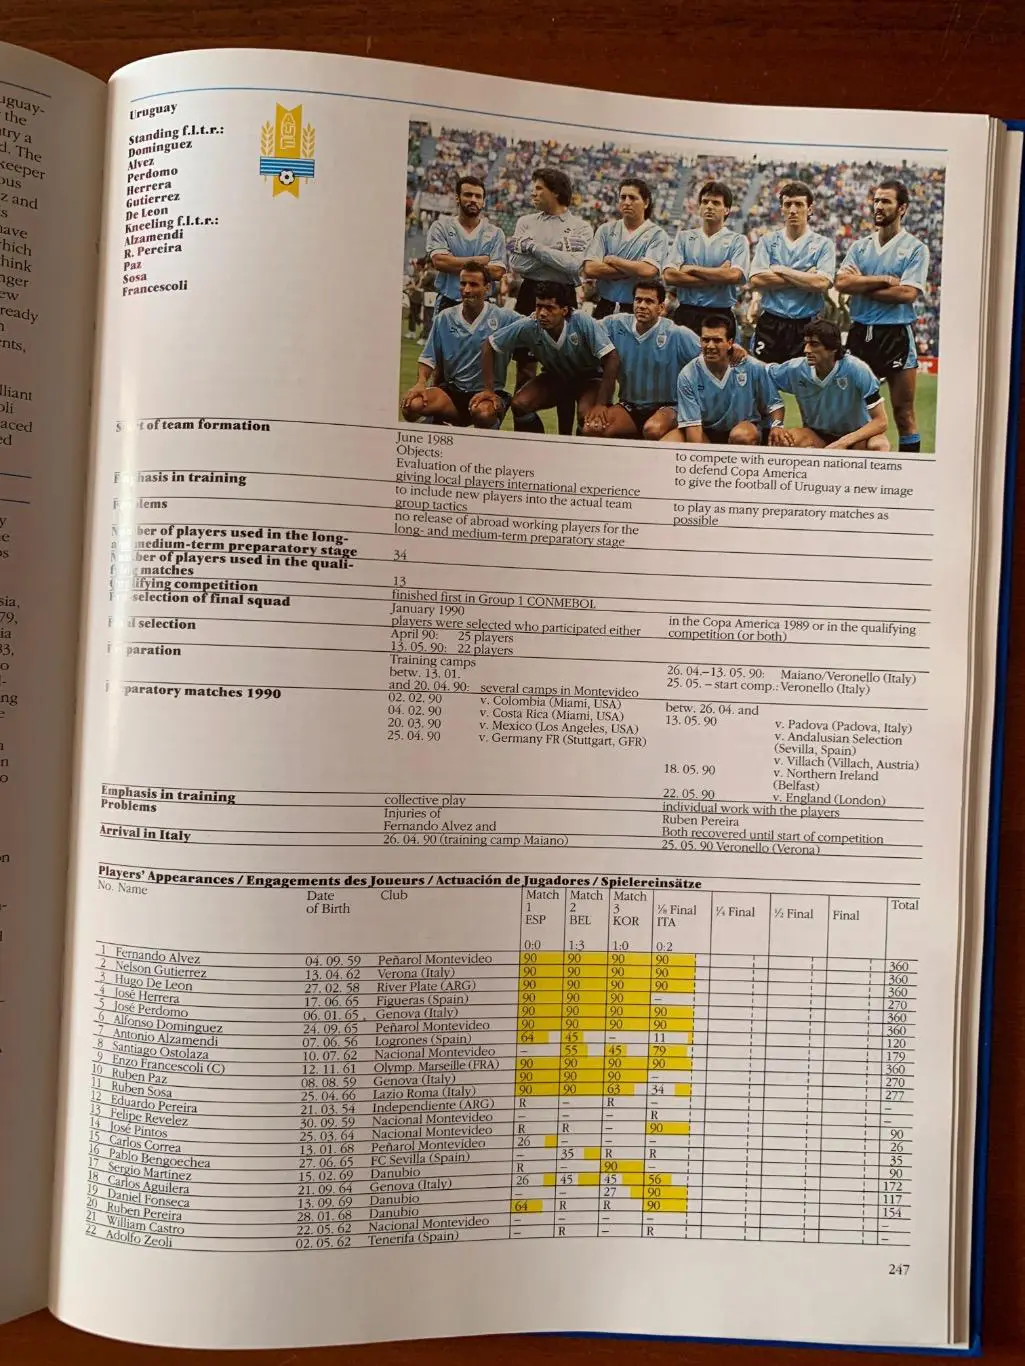 uguay-
the
ntry a
d. The
keeper
ous
z and
ts
have
which
think
nger
ew
ready
n
ents,
lliant
oli
laced
ed
Uruguay
Standing f.l.t.r.:
Dominguez
Alvez
Perdomo
Herrera
Gutierrez
De Leon
Kneeling f.l.t.r.:
Alzamendi
R. Pereira
Paz
Sosa
Francescoli
AUF
2
of team formation
June 1988
Objects:
Evaluation of the players
giving local players international experience
to compete with european national teams
to defend Copa America
to give the football of Uruguay a new image
hasis in training
to include new players into the actual team
group tactics
to play as many preparatory matches as
possible
lems
no release of abroad working players for the
long- and medium-term preparatory stage
ber of players used in the long-
medium-term preparatory stage
34
ber of players used in the quali-
matches
13
lifying competition
finished first in Group 1 CONMEBOL
-selection of final squad
January 1990
players were selected who participated either
in the Copa America 1989 or in the qualifying
competition (or both)
l selection
April 90: 25 players
13. 05. 90: 22 players
paration
Training camps
betw. 13. 01.
and 20. 04. 90: several camps in Montevideo
26. 04.–13. 05. 90: Maiano/Veronello (Italy)
25. 05. – start comp.: Veronello (Italy)
paratory matches 1990
02. 02. 90 v. Colombia (Miami, USA)
04. 02. 90 v. Costa Rica (Miami, USA)
20. 03. 90 v. Mexico (Los Angeles, USA)
25. 04. 90 v. Germany FR (Stuttgart, GFR)
betw. 26. 04. and
13. 05. 90 v. Padova (Padova, Italy)
v. Andalusian Selection
(Sevilla, Spain)
v. Villach (Villach, Austria)
18. 05. 90 v. Northern Ireland
(Belfast)
22. 05. 90 v. England (London)
Emphasis in training
collective play
individual work with the players
Problems
Injuries of
Fernando Alvez and
Ruben Pereira
Both recovered until start of competition
Arrival in Italy
26. 04. 90 (training camp Maiano)
25. 05. 90 Veronello (Verona)
Players' Appearances / Engagements des Joueurs / Actuación de Jugadores / Spielereinsätze
No. Name Date of Birth Club Match 1 ESP Match 2 BEL Match 3 KOR ⅛ Final ITA ¼ Final ½ Final Final Total
0:0 1:3 1:0 0:2
1 Fernando Alvez 04. 09. 59 Peñarol Montevideo 90 90 90 90 360
2 Nelson Gutierrez 13. 04. 62 Verona (Italy) 90 90 90 90 360
3 Hugo De Leon 27. 02. 58 River Plate (ARG) 90 90 90 90 360
4 José Herrera 17. 06. 65 Figueras (Spain) 90 90 90 – 270
5 José Perdomo 06. 01. 65 Genova (Italy) 90 90 90 90 360
6 Alfonso Dominguez 24. 09. 65 Peñarol Montevideo 90 90 90 90 360
7 Antonio Alzamendi 07. 06. 56 Logrones (Spain) 64 45 – 11 120
8 Santiago Ostolaza 10. 07. 62 Nacional Montevideo – 55 45 79 179
9 Enzo Francescoli (C) 12. 11. 61 Olymp. Marseille (FRA) 90 90 90 90 360
10 Ruben Paz 08. 08. 59 Genova (Italy) 90 90 90 – 270
11 Ruben Sosa 25. 04. 66 Lazio Roma (Italy) 90 90 63 34 277
12 Eduardo Pereira 21. 03. 54 Independiente (ARG) R – R – –
13 Felipe Revelez 30. 09. 59 Nacional Montevideo – – – R –
14 José Pintos 25. 03. 64 Nacional Montevideo R R – 90 90
15 Carlos Correa 13. 01. 68 Peñarol Montevideo 26 – – – 26
16 Pablo Bengoechea 27. 06. 65 FC Sevilla (Spain) – 35 R R 35
17 Sergio Martinez 15. 02. 69 Danubio R – 90 – 90
18 Carlos Aguilera 21. 09. 64 Genova (Italy) 26 45 45 56 172
19 Daniel Fonseca 13. 09. 69 Danubio – – 27 90 117
20 Ruben Pereira 28. 01. 68 Danubio 64 R R 90 154
21 William Castro 22. 05. 62 Nacional Montevideo – – – – –
22 Adolfo Zeoli 02. 05. 62 Tenerifa (Spain) – R – R –
247